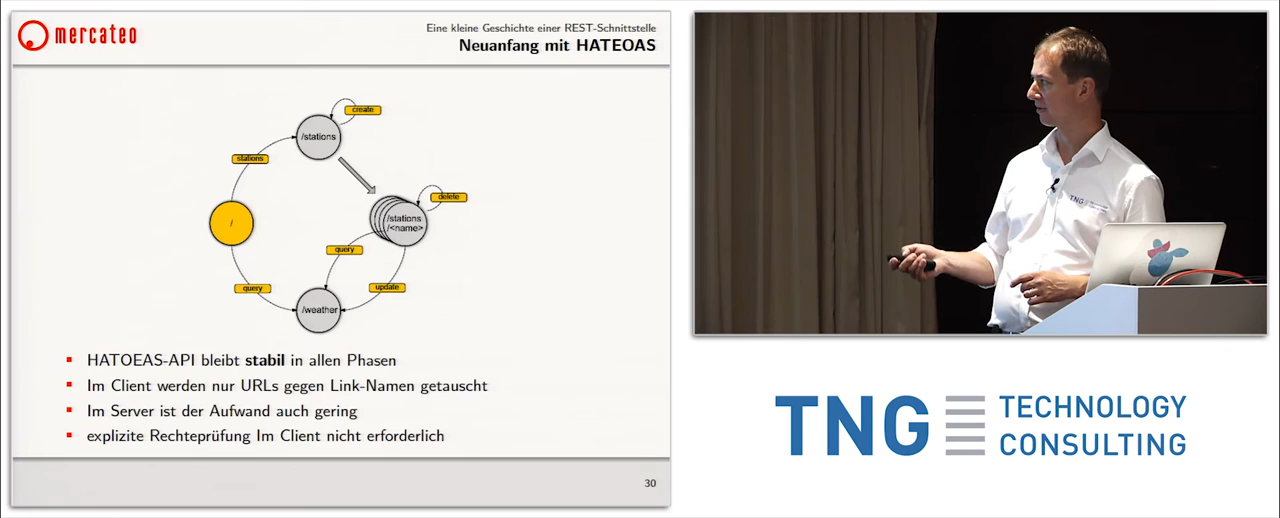 mercateo
Eine kleine Geschichte einer REST-Schnittstelle
Neuanfang mit HATEOAS
create
/stations
stations
delete
/stations
/<name>
/
query
query
update
/weather
HATOEAS-API bleibt stabil in allen Phasen
Im Client werden nur URLs gegen Link-Namen getauscht
Im Server ist der Aufwand auch gering
explizite Rechteprüfung Im Client nicht erforderlich
30
TNG
TNG TECHNOLOGY
CONSULTING